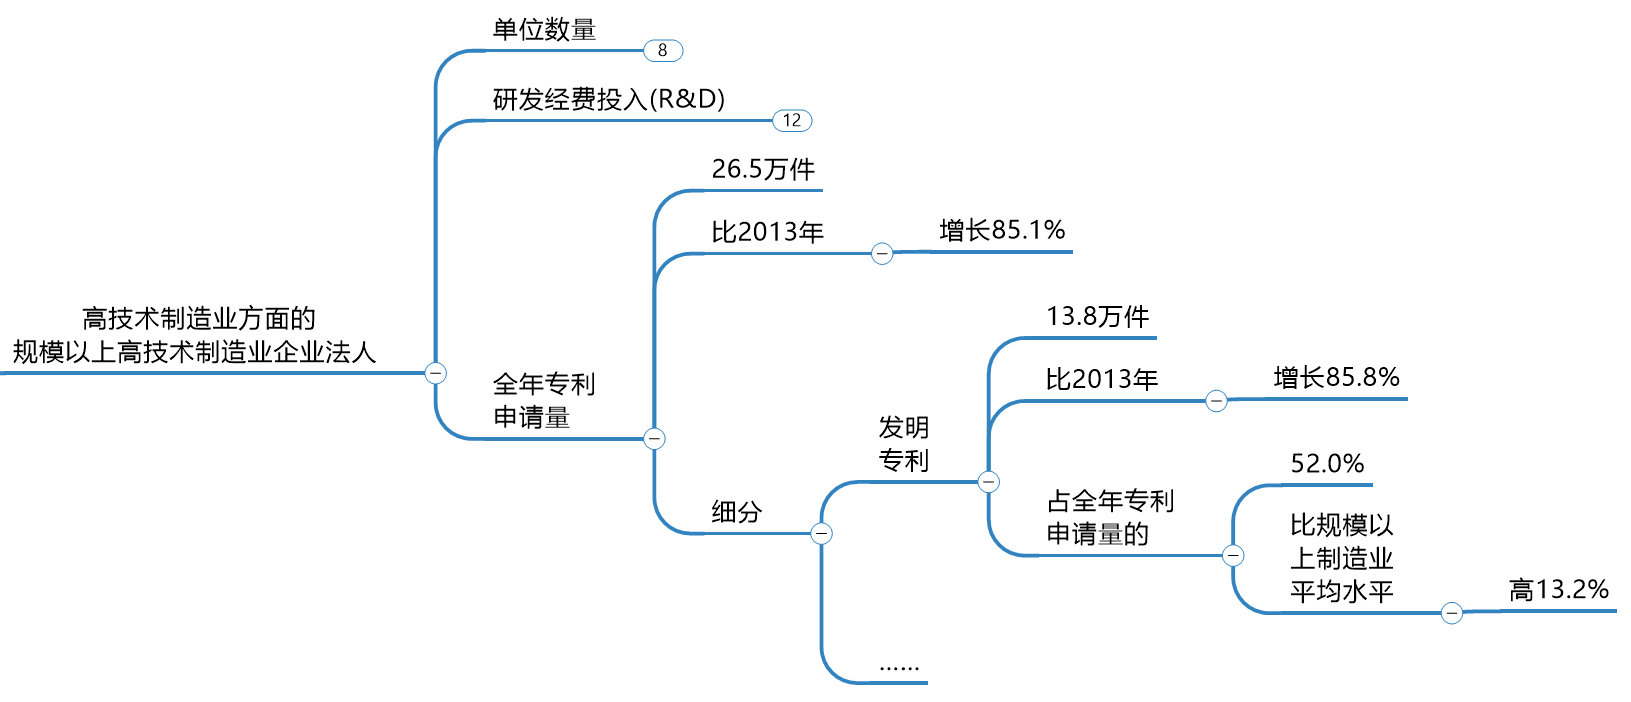 单位数量
8
研发经费投入(R&D)
12
26.5万件
比2013年
增长85.1%
高技术制造业方面的
规模以上高技术制造业企业法人
全年专利
申请量
细分
发明
专利
13.8万件
比2013年
增长85.8%
占全年专利
申请量的
52.0%
比规模以
上制造业
平均水平
高13.2%
……